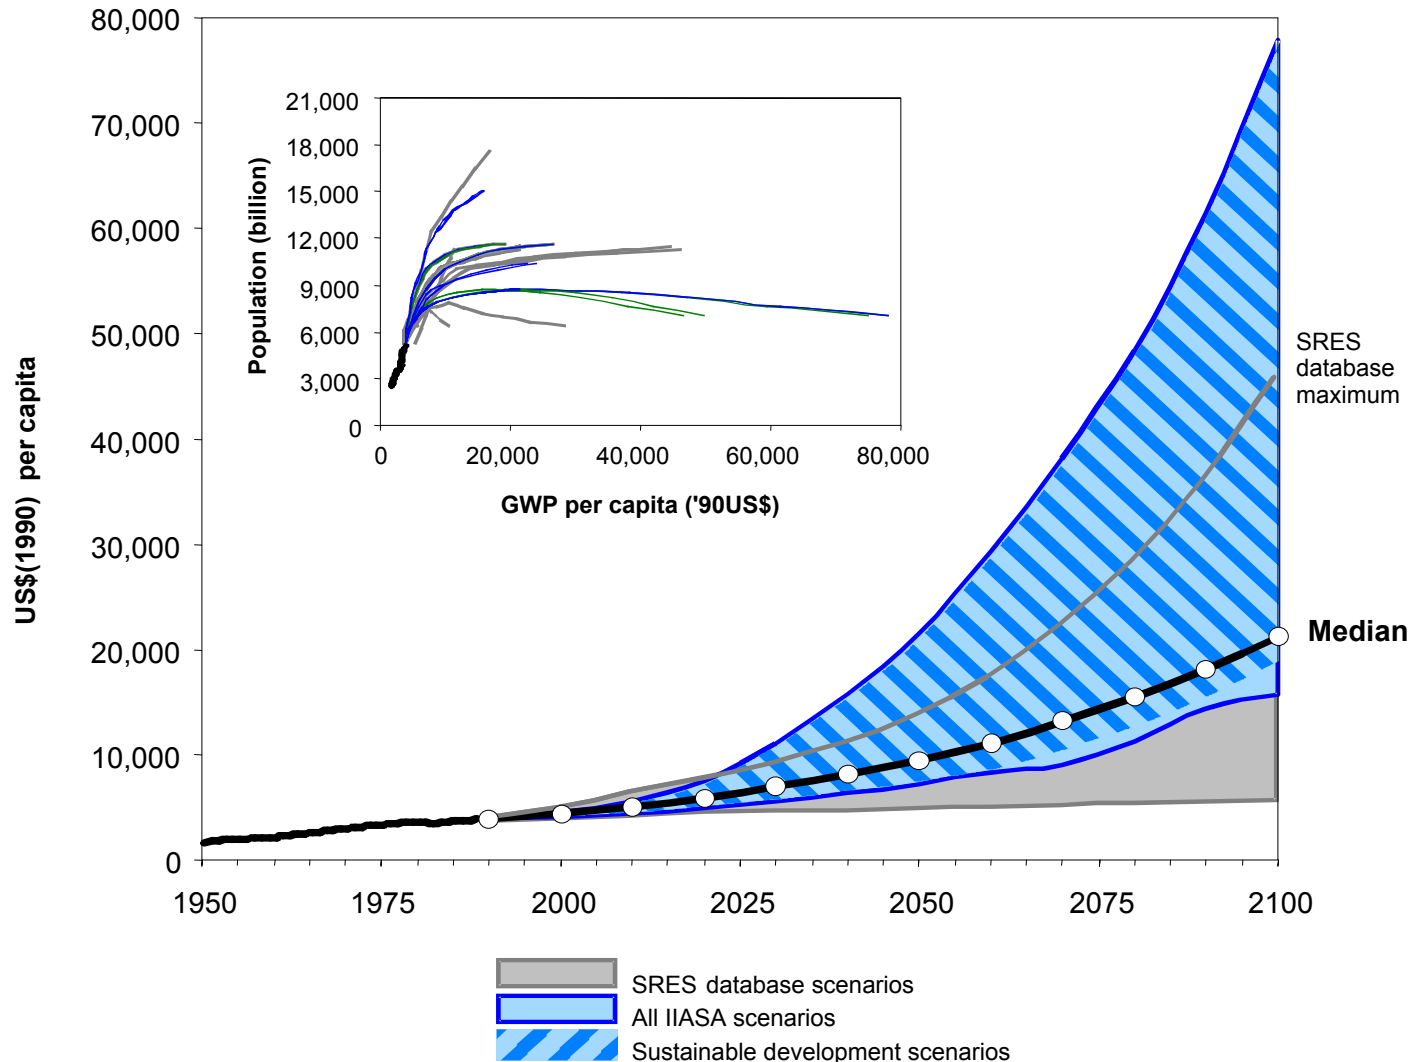 80,000
70,000
60,000
50,000
40,000
30,000
20,000
10,000
0
US$(1990) per capita
21,000
18,000
15,000
12,000
9,000
6,000
3,000
0
Population (billion)
0 20,000 40,000 60,000 80,000
GWP per capita ('90US$)
SRES
database
maximum
Median
1950 1975 2000 2025 2050 2075 2100
SRES database scenarios
All IIASA scenarios
Sustainable development scenarios